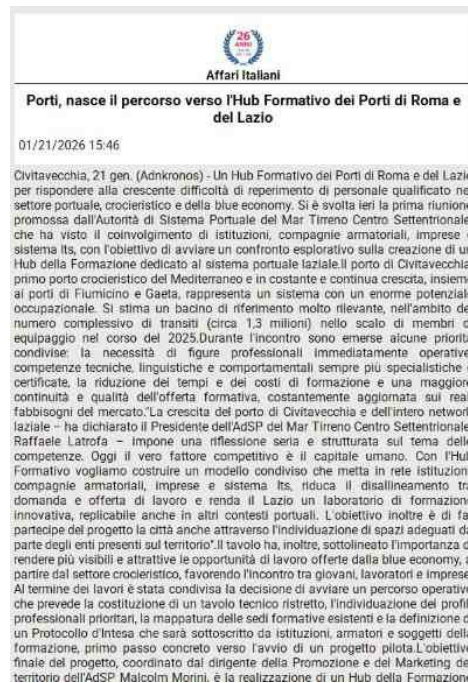 26
ANNI
Affari Italiani
Porti, nasce il percorso verso l'Hub Formativo dei Porti di Roma e
del Lazio
01/21/2026 15:46
Civitavecchia, 21 gen. (Adnkronos) - Un Hub Formativo dei Porti di Roma e del Lazio
per rispondere alla crescente difficoltà di reperimento di personale qualificato ne
settore portuale, crocieristico e della blue economy. Si è svolta ieri la prima riunione
promossa dall'Autorità di Sistema Portuale del Mar Tirreno Centro Settentrionale
che ha visto il coinvolgimento di istituzioni, compagnie armatoriali, imprese
sistema Its, con l'obiettivo di avviare un confronto esplorativo sulla creazione di un
Hub della Formazione dedicato al sistema portuale laziale.Il porto di Civitavecchia
primo porto crocieristico del Mediterraneo e in costante e continua crescita, insieme
ai porti di Fiumicino e Gaeta, rappresenta un sistema con un enorme potenziale
occupazionale. Si stima un bacino di riferimento molto rilevante, nell'ambito de
numero complessivo di transiti (circa 1,3 milioni) nello scalo di membri d
equipaggio nel corso del 2025.Durante l'incontro sono emerse alcune priorità
condivise: la necessità di figure professionali immediatamente operative
competenze tecniche, linguistiche e comportamentali sempre più specialistiche
certificate, la riduzione dei tempi e dei costi di formazione e una maggior
continuità e qualità dell'offerta formativa, costantemente aggiornata sui real
fabbisogni del mercato."La crescita del porto di Civitavecchia e dell'intero network
laziale – ha dichiarato il Presidente dell'AdSP del Mar Tirreno Centro Settentrionale
Raffaele Latrofa – impone una riflessione seria e strutturata sul tema delle
competenze. Oggi il vero fattore competitivo è il capitale umano. Con l'Hub
Formativo vogliamo costruire un modello condiviso che metta in rete istituzioni
compagnie armatoriali, imprese e sistema Its, riduca il disallineamento tra
domanda e offerta di lavoro e renda il Lazio un laboratorio di formazione
innovativa, replicabile anche in altri contesti portuali. L'obiettivo inoltre è di fa
partecipe del progetto la città anche attraverso l'individuazione di spazi adeguati da
parte degli enti presenti sul territorio".Il tavolo ha, inoltre, sottolineato l'importanza d
rendere più visibili e attrattive le opportunità di lavoro offerte dalla blue economy, a
partire dal settore crocieristico, favorendo l'incontro tra giovani, lavoratori e imprese
Al termine dei lavori è stata condivisa la decisione di avviare un percorso operativo
che prevede la costituzione di un tavolo tecnico ristretto, l'individuazione dei profil
professionali prioritari, la mappatura delle sedi formative esistenti e la definizione d
un Protocollo d'Intesa che sarà sottoscritto da istituzioni, armatori e soggetti della
formazione, primo passo concreto verso l'avvio di un progetto pilota.L'obiettivo
finale del progetto, coordinato dal dirigente della Promozione e del Marketing de
territorio dell'AdSP Malcolm Morini, è la realizzazione di un Hub della Formazione